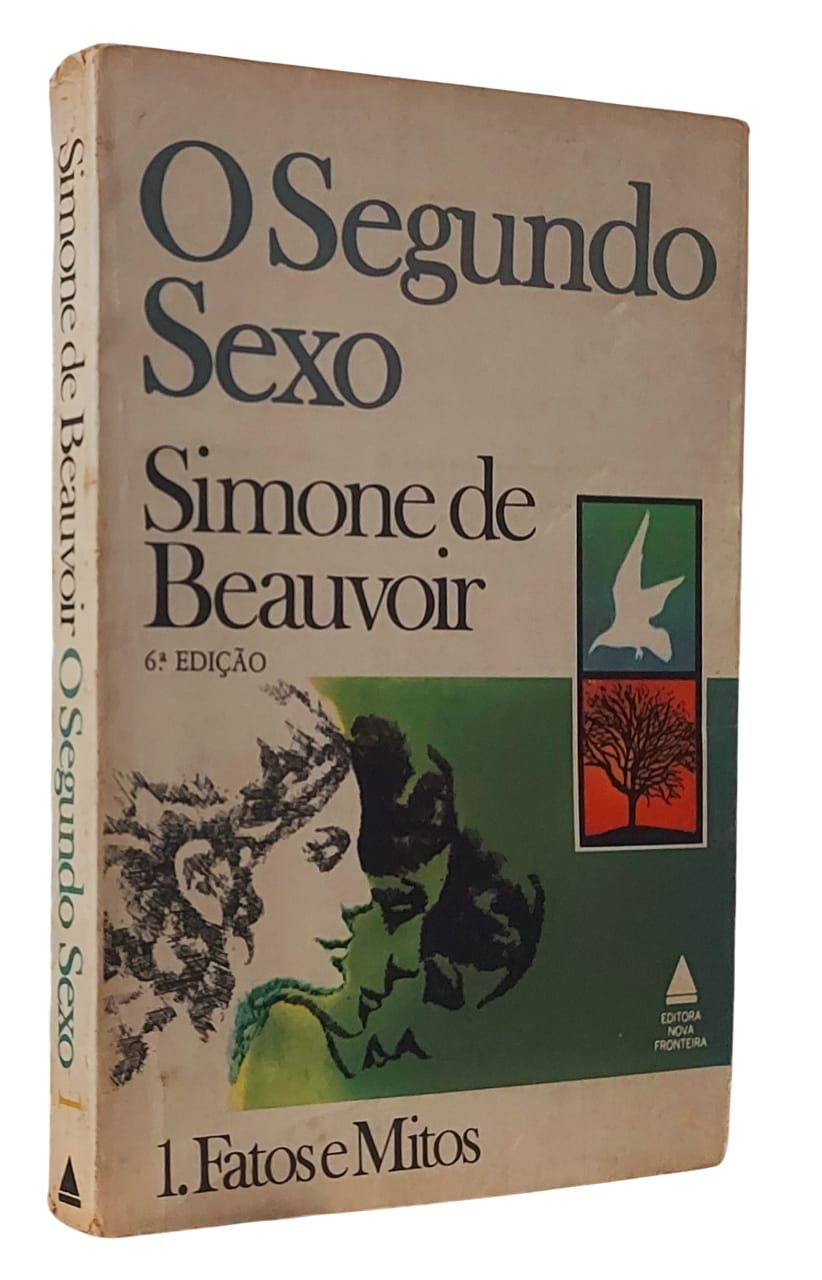 O Segundo
Sexo
Simone de
Beauvoir
6ª EDIÇÃO
EDITORA
NOVA
FRONTEIRA
1. Fatos e Mitos
Simone de Beauvoir O Segundo Sexo 1